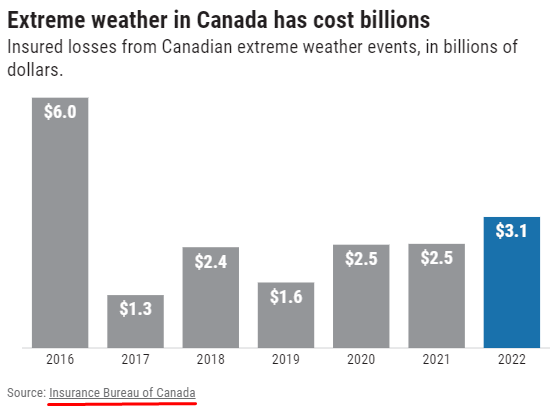 Extreme weather in Canada has cost billions
Insured losses from Canadian extreme weather events, in billions of
dollars.
$6.0
$1.3
$2.4
$1.6
$2.5
$2.5
$3.1
2016 2017 2018 2019 2020 2021 2022
Source: Insurance Bureau of Canada